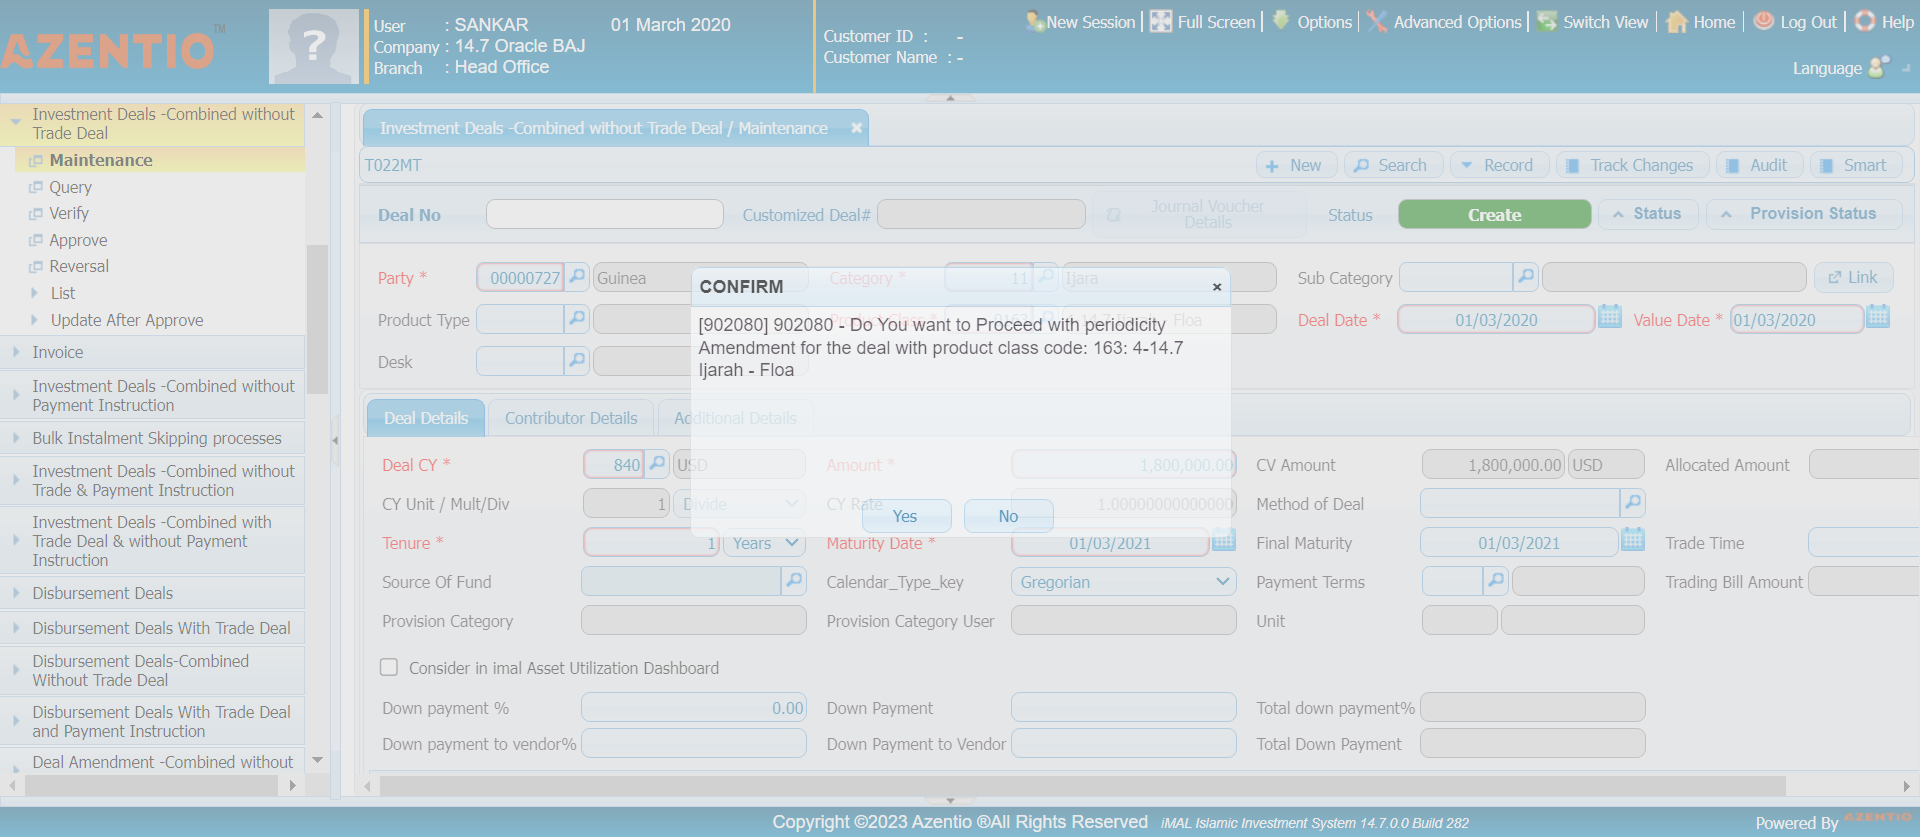 AZENTIO TM
?
User : SANKAR 01 March 2020
Company : 14.7 Oracle BAJ
Branch : Head Office
Customer ID : -
Customer Name : -
New Session Full Screen Options Advanced Options Switch View Home Log Out Help
Language
Investment Deals -Combined without
Trade Deal
Maintenance
Query
Verify
Approve
Reversal
List
Update After Approve
Invoice
Investment Deals -Combined without
Payment Instruction
Bulk Instalment Skipping processes
Investment Deals -Combined without
Trade & Payment Instruction
Investment Deals -Combined with
Trade Deal & without Payment
Instruction
Disbursement Deals
Disbursement Deals With Trade Deal
Disbursement Deals-Combined
Without Trade Deal
Disbursement Deals With Trade Deal
and Payment Instruction
Deal Amendment -Combined without
Investment Deals -Combined without Trade Deal / Maintenance
T022MT New Search Record Track Changes Audit Smart
Deal No Customized Deal# Journal Voucher
Details Status Create Status Provision Status
Party * 00000727 Guinea Category * 11 Ijara Sub Category Link
Product Type Product Class * 0163 4-14.7 Ijarah - Floa Deal Date * 01/03/2020 Value Date * 01/03/2020
Desk
CONFIRM
[902080] 902080 - Do You want to Proceed with periodicity
Amendment for the deal with product class code: 163: 4-14.7
Ijarah - Floa
Yes No
Deal Details Contributor Details Additional Details
Deal CY * 840 USD Amount * 1,800,000.00 CV Amount 1,800,000.00 USD Allocated Amount
CY Unit / Mult/Div 1 Divide CY Rate 1.00000000000000 Method of Deal
Tenure * 1 Years Maturity Date * 01/03/2021 Final Maturity 01/03/2021 Trade Time
Source Of Fund Calendar_Type_key Gregorian Payment Terms Trading Bill Amount
Provision Category Provision Category User Unit
Consider in imal Asset Utilization Dashboard
Down payment % 0.00 Down Payment Total down payment%
Down payment to vendor% Down Payment to Vendor Total Down Payment
Copyright ©2023 Azentio ®All Rights Reserved iMAL Islamic Investment System 14.7.0.0 Build 282
Powered By AZENTIO